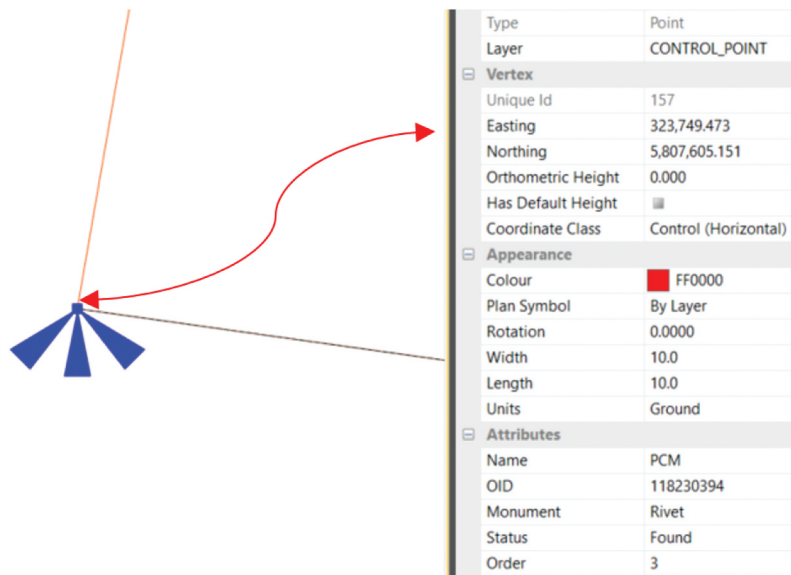 Type Point
Layer CONTROL_POINT
Vertex
Unique Id 157
Easting 323,749.473
Northing 5,807,605.151
Orthometric Height 0.000
Has Default Height
Coordinate Class Control (Horizontal)
Appearance
Colour FF0000
Plan Symbol By Layer
Rotation 0.0000
Width 10.0
Length 10.0
Units Ground
Attributes
Name PCM
OID 118230394
Monument Rivet
Status Found
Order 3